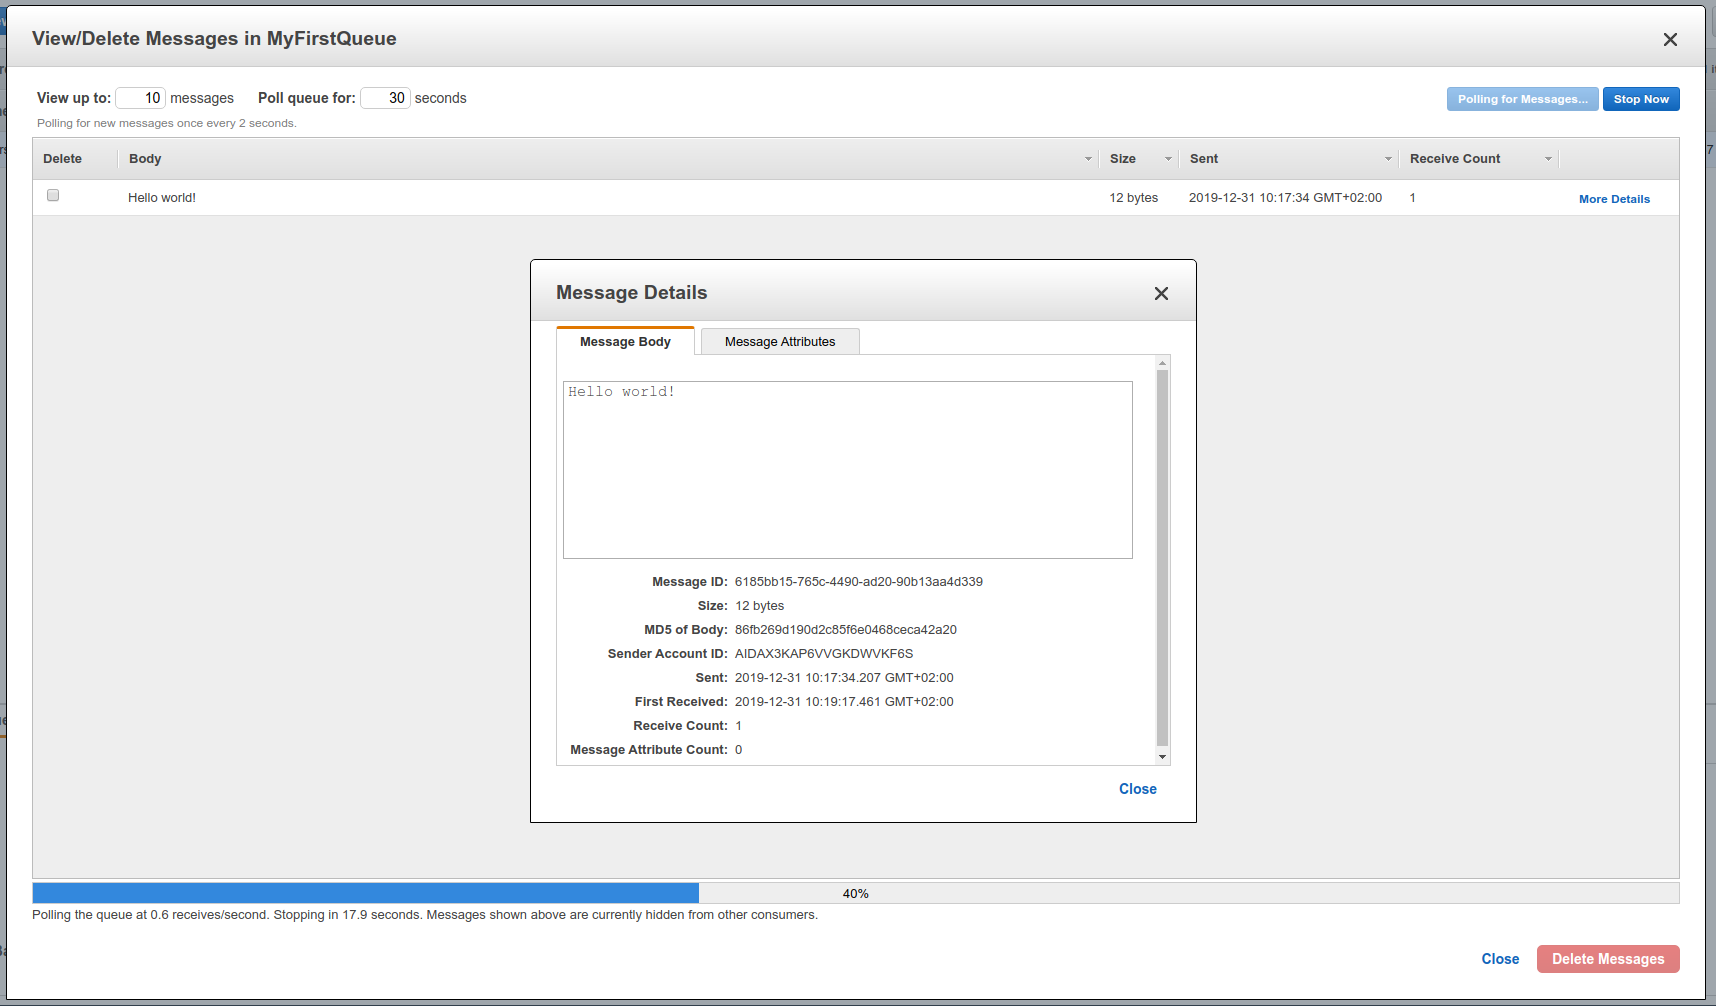 View/Delete Messages in MyFirstQueue
View up to: 10 messages Poll queue for: 30 seconds
Polling for Messages... Stop Now
Polling for new messages once every 2 seconds.
Delete Body Size Sent Receive Count
Hello world! 12 bytes 2019-12-31 10:17:34 GMT+02:00 1 More Details
Message Details
Message Body Message Attributes
Hello world!
Message ID: 6185bb15-765c-4490-ad20-90b13aa4d339
Size: 12 bytes
MD5 of Body: 86fb269d190d2c85f6e0468ceca42a20
Sender Account ID: AIDAX3KAP6VVGKDWVKF6S
Sent: 2019-12-31 10:17:34.207 GMT+02:00
First Received: 2019-12-31 10:19:17.461 GMT+02:00
Receive Count: 1
Message Attribute Count: 0
Close
40%
Polling the queue at 0.6 receives/second. Stopping in 17.9 seconds. Messages shown above are currently hidden from other consumers.
Close Delete Messages